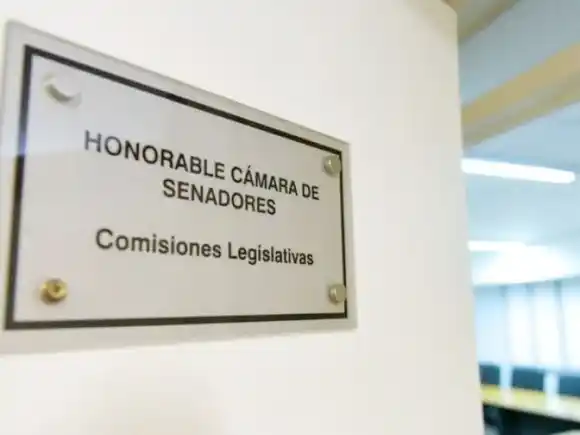 HONORABLE CÁMARA DE
SENADORES
Comisiones Legislativas